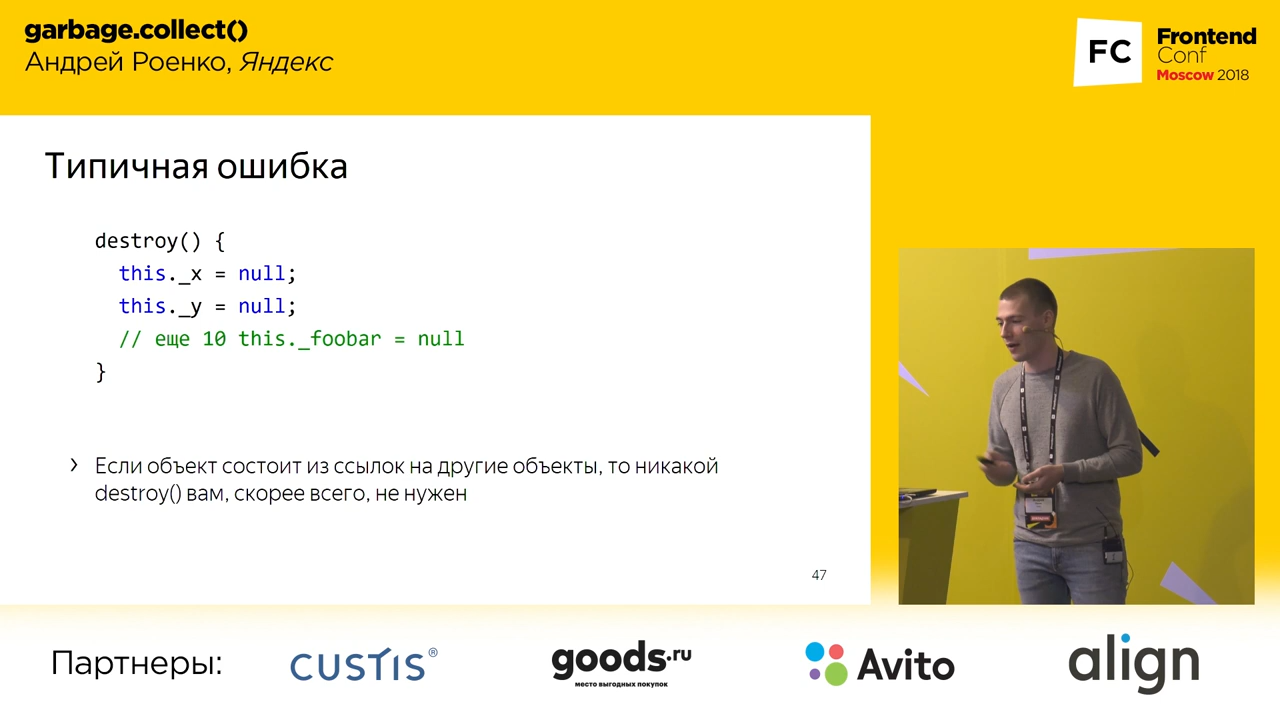 garbage.collect()
Андрей Роенко, Яндекс
FC
Frontend
Conf
Moscow 2018
Типичная ошибка
destroy() {
this._x = null;
this._y = null;
// еще 10 this._foobar = null
}
› Если объект состоит из ссылок на другие объекты, то никакой
destroy() вам, скорее всего, не нужен
47
Партнеры:
CUSTIS®
goods.ru
место выгодных покупок
Avito
align